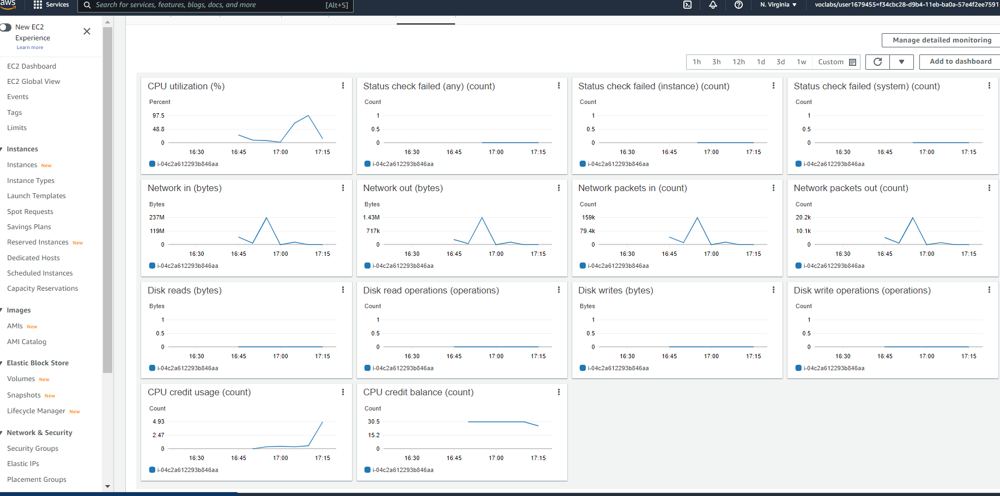 aws
Services
Search for services, features, blogs, docs, and more
[Alt+S]
N. Virginia
voclabs/user1679455=f34cbc28-d9b4-11eb-ba0a-57e4f2ee7591
New EC2
Experience
Learn more
EC2 Dashboard
EC2 Global View
Events
Tags
Limits
Instances
Instances New
Instance Types
Launch Templates
Spot Requests
Savings Plans
Reserved Instances New
Dedicated Hosts
Scheduled Instances
Capacity Reservations
Images
AMIs New
AMI Catalog
Elastic Block Store
Volumes New
Snapshots New
Lifecycle Manager New
Network & Security
Security Groups
Elastic IPs
Placement Groups
Manage detailed monitoring
1h 3h 12h 1d 3d 1w Custom
Add to dashboard
CPU utilization (%)
Percent
97.5
48.8
0
16:30 16:45 17:00 17:15
i-04c2a612293b846aa
Status check failed (any) (count)
Count
1
0.5
0
16:30 16:45 17:00 17:15
i-04c2a612293b846aa
Status check failed (instance) (count)
Count
1
0.5
0
16:30 16:45 17:00 17:15
i-04c2a612293b846aa
Status check failed (system) (count)
Count
1
0.5
0
16:30 16:45 17:00 17:15
i-04c2a612293b846aa
Network in (bytes)
Bytes
237M
119M
0
16:30 16:45 17:00 17:15
i-04c2a612293b846aa
Network out (bytes)
Bytes
1.43M
717k
0
16:30 16:45 17:00 17:15
i-04c2a612293b846aa
Network packets in (count)
Count
159k
79.4k
0
16:30 16:45 17:00 17:15
i-04c2a612293b846aa
Network packets out (count)
Count
20.2k
10.1k
0
16:30 16:45 17:00 17:15
i-04c2a612293b846aa
Disk reads (bytes)
Bytes
1
0.5
0
16:30 16:45 17:00 17:15
i-04c2a612293b846aa
Disk read operations (operations)
Count
1
0.5
0
16:30 16:45 17:00 17:15
i-04c2a612293b846aa
Disk writes (bytes)
Bytes
1
0.5
0
16:30 16:45 17:00 17:15
i-04c2a612293b846aa
Disk write operations (operations)
Count
1
0.5
0
16:30 16:45 17:00 17:15
i-04c2a612293b846aa
CPU credit usage (count)
Count
4.93
2.47
0
16:30 16:45 17:00 17:15
i-04c2a612293b846aa
CPU credit balance (count)
Count
30.5
15.2
0
16:30 16:45 17:00 17:15
i-04c2a612293b846aa